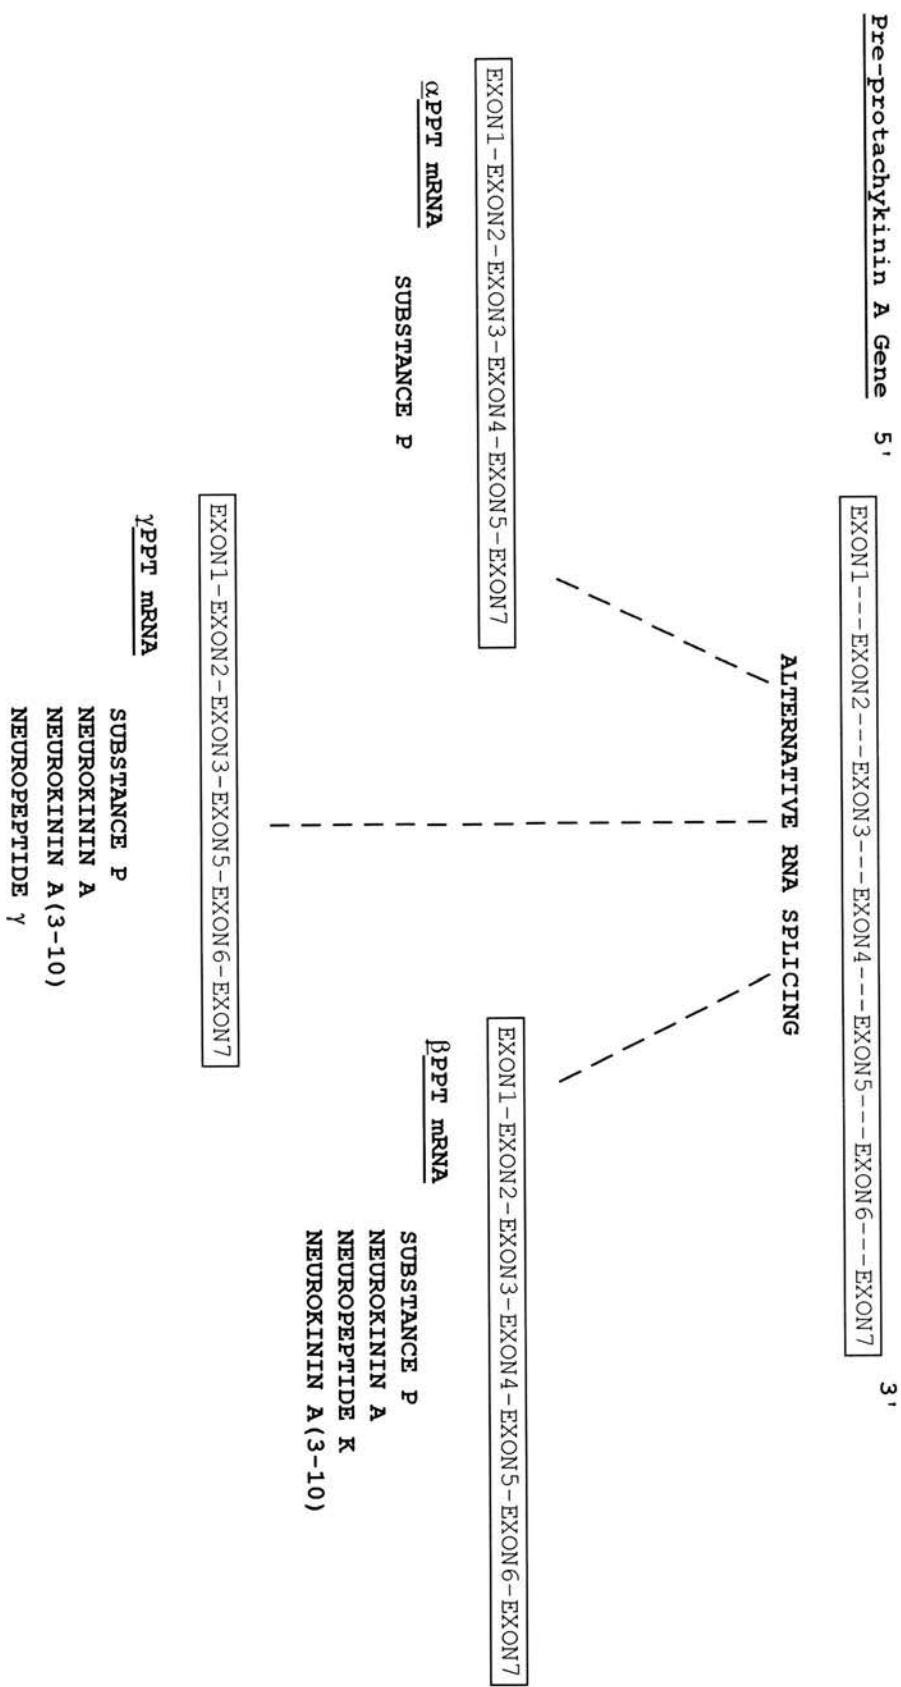 Pre-protachykinin A Gene 5' 3'
EXON1---EXON2---EXON3---EXON4---EXON5---EXON6---EXON7
ALTERNATIVE RNA SPLICING
EXON1-EXON2-EXON3-EXON4-EXON5-EXON7
αPPT mRNA
SUBSTANCE P
EXON1-EXON2-EXON3-EXON4-EXON5-EXON6-EXON7
βPPT mRNA
SUBSTANCE P
NEUROKININ A
NEUROPEPTIDE K
NEUROKININ A(3-10)
EXON1-EXON2-EXON3-EXON5-EXON6-EXON7
γPPT mRNA
SUBSTANCE P
NEUROKININ A
NEUROKININ A(3-10)
NEUROPEPTIDE γ